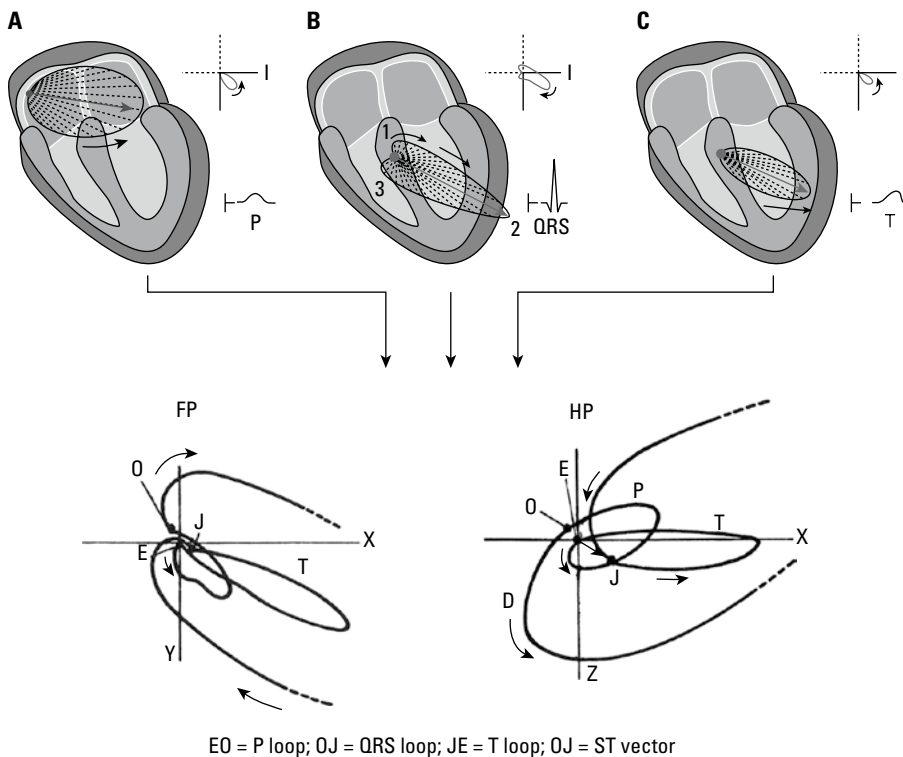 A
B
C
I
I
1
3
2
P
QRS
T
FP
HP
O
J
E
X
T
Y
E
O
P
T
X
J
D
Z
EO = P loop; OJ = QRS loop; JE = T loop; OJ = ST vector